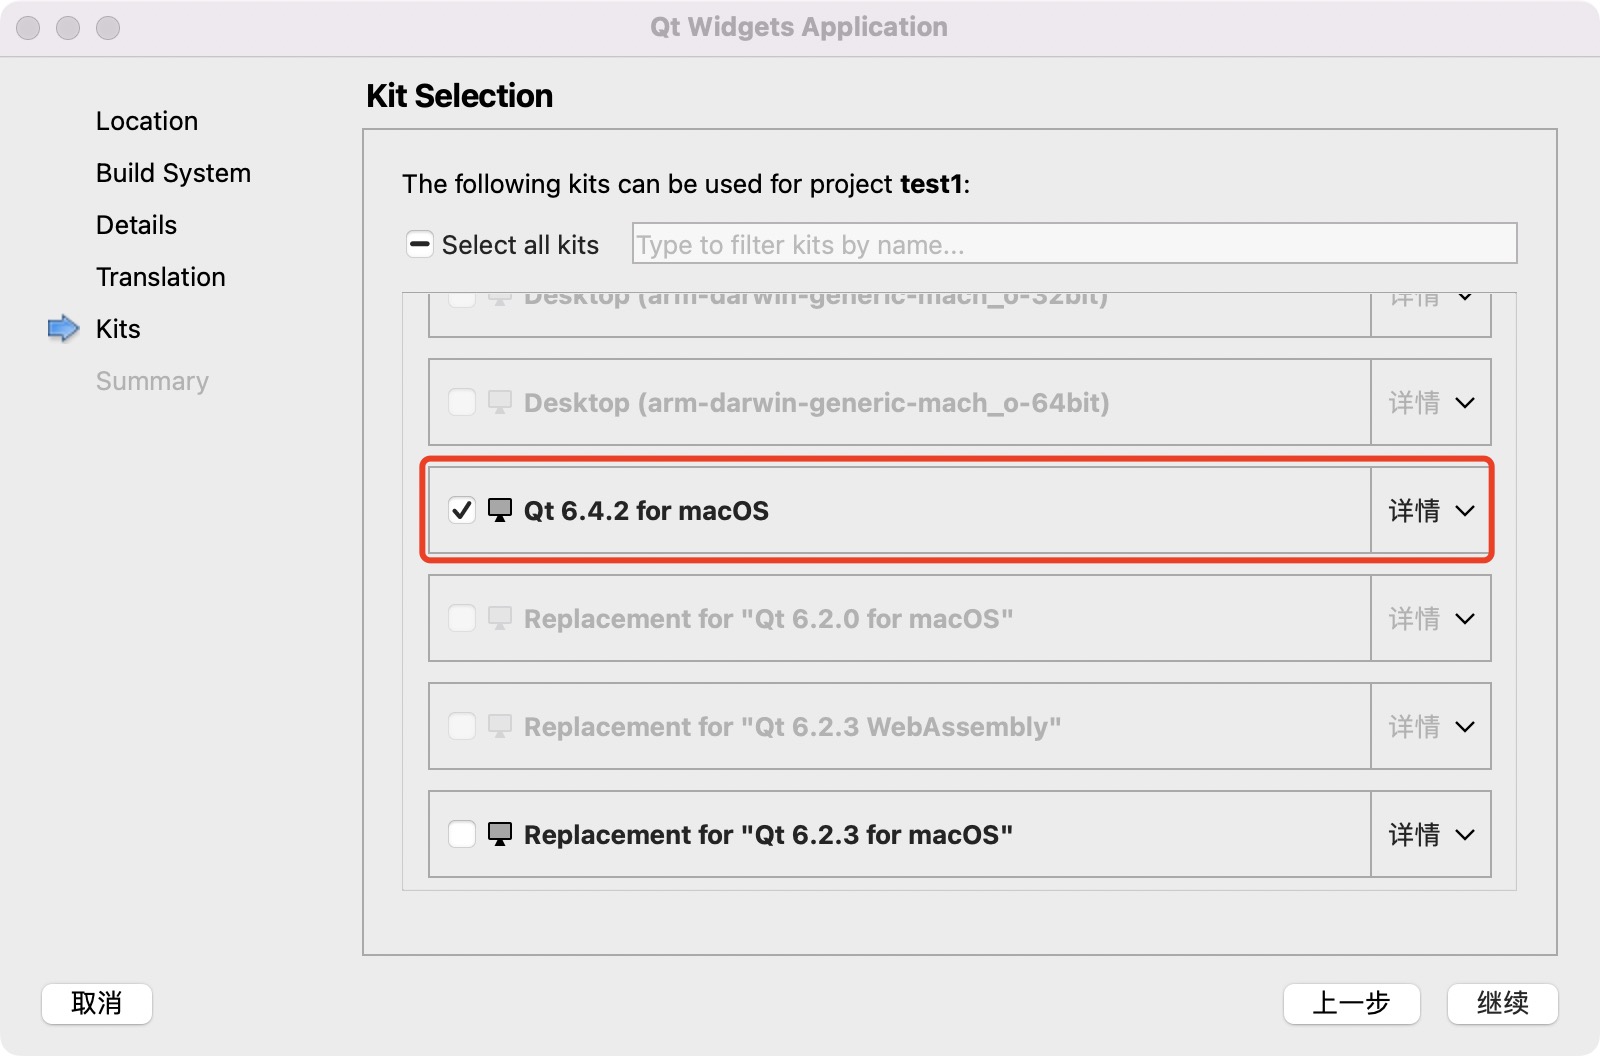 Qt Widgets Application
Location
Build System
Details
Translation
Kits
Summary
Kit Selection
The following kits can be used for project test1:
Select all kits
Type to filter kits by name...
Desktop (arm-darwin-generic-mach_o-32bit) 详情
Desktop (arm-darwin-generic-mach_o-64bit) 详情
Qt 6.4.2 for macOS 详情
Replacement for "Qt 6.2.0 for macOS" 详情
Replacement for "Qt 6.2.3 WebAssembly" 详情
Replacement for "Qt 6.2.3 for macOS" 详情
取消 上一步 继续